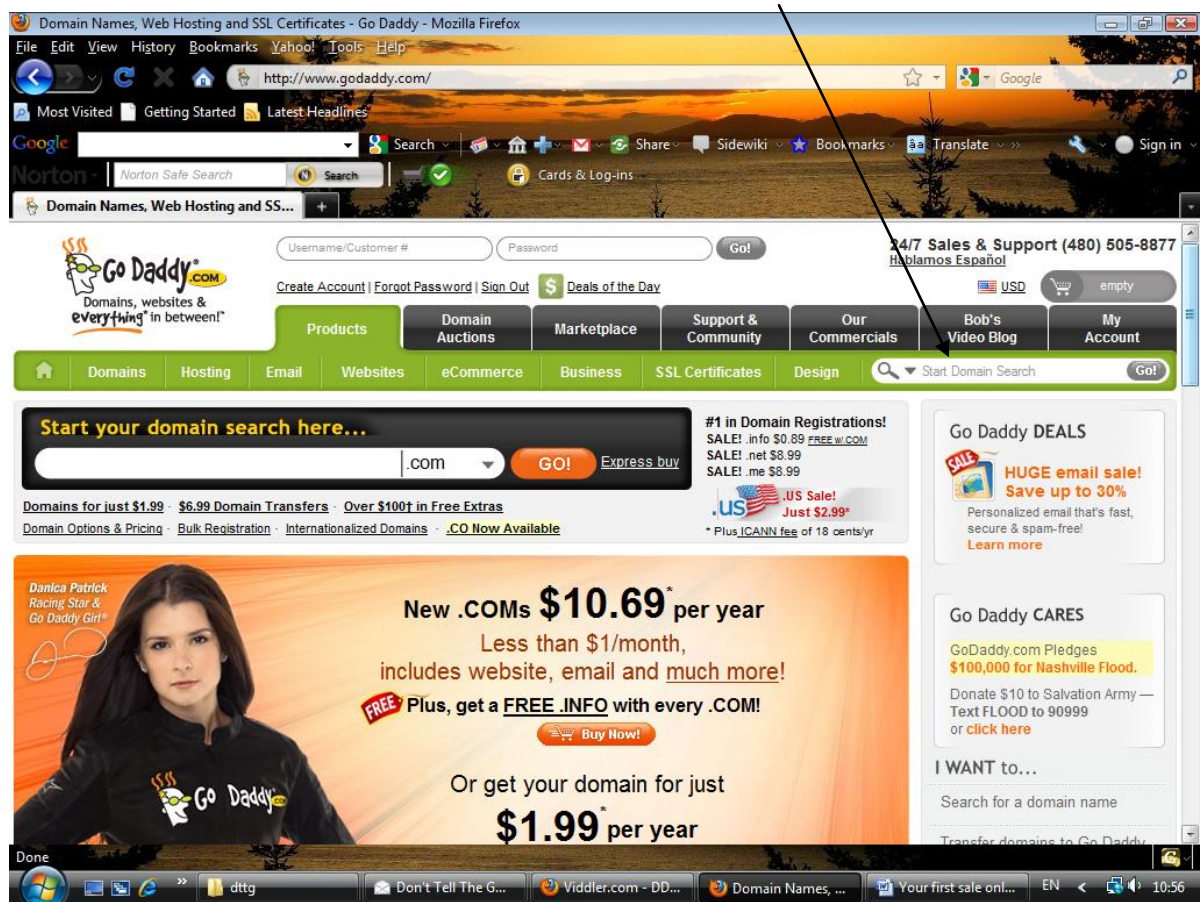 Domain Names, Web Hosting and SSL Certificates - Go Daddy - Mozilla Firefox
File Edit View History Bookmarks Yahoo! Tools Help
http://www.godaddy.com/
Google
Most Visited Getting Started Latest Headlines
Google Search Share Sidewiki Bookmarks Translate Sign in
Norton Norton Safe Search Search Cards & Log-ins
Domain Names, Web Hosting and SS...
Go Daddy.COM
Domains, websites &
everything* in between!™
Username/Customer # Password Go!
24/7 Sales & Support (480) 505-8877
Hablamos Español
Create Account | Forgot Password | Sign Out Deals of the Day
USD empty
Products Domain Auctions Marketplace Support & Community Our Commercials Bob's Video Blog My Account
Domains Hosting Email Websites eCommerce Business SSL Certificates Design Start Domain Search Go!
Start your domain search here...
.com GO! Express buy
Domains for just $1.99 · $6.99 Domain Transfers · Over $100† in Free Extras
Domain Options & Pricing · Bulk Registration · Internationalized Domains · .CO Now Available
#1 in Domain Registrations!
SALE! .info $0.89 FREE w/.COM
SALE! .net $8.99
SALE! .me $8.99
.us .US Sale!
Just $2.99*
* Plus ICANN fee of 18 cents/yr
Go Daddy DEALS
SALE
HUGE email sale!
Save up to 30%
Personalized email that's fast,
secure & spam-free!
Learn more
Danica Patrick
Racing Star &
Go Daddy Girl®
New .COMs $10.69* per year
Less than $1/month,
includes website, email and much more!
FREE Plus, get a FREE .INFO with every .COM!
Buy Now!
Or get your domain for just
$1.99* per year
Go Daddy.com
Go Daddy CARES
GoDaddy.com Pledges
$100,000 for Nashville Flood.
Donate $10 to Salvation Army —
Text FLOOD to 90999
or click here
I WANT to...
Search for a domain name
Transfer domains to Go Daddy
Done
dttg Don't Tell The G... Viddler.com - DD... Domain Names, ... Your first sale onl... EN 10:56